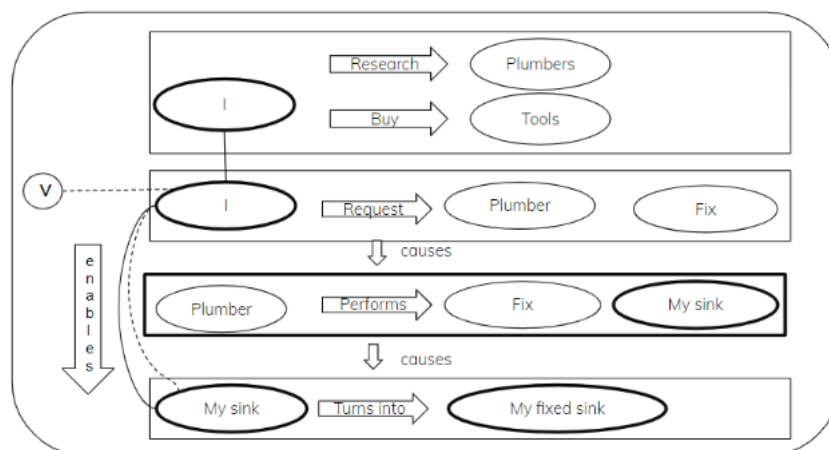 Research Plumbers
I
Buy Tools
V
I Request Plumber Fix
causes
enables
Plumber Performs Fix My sink
causes
My sink Turns into My fixed sink